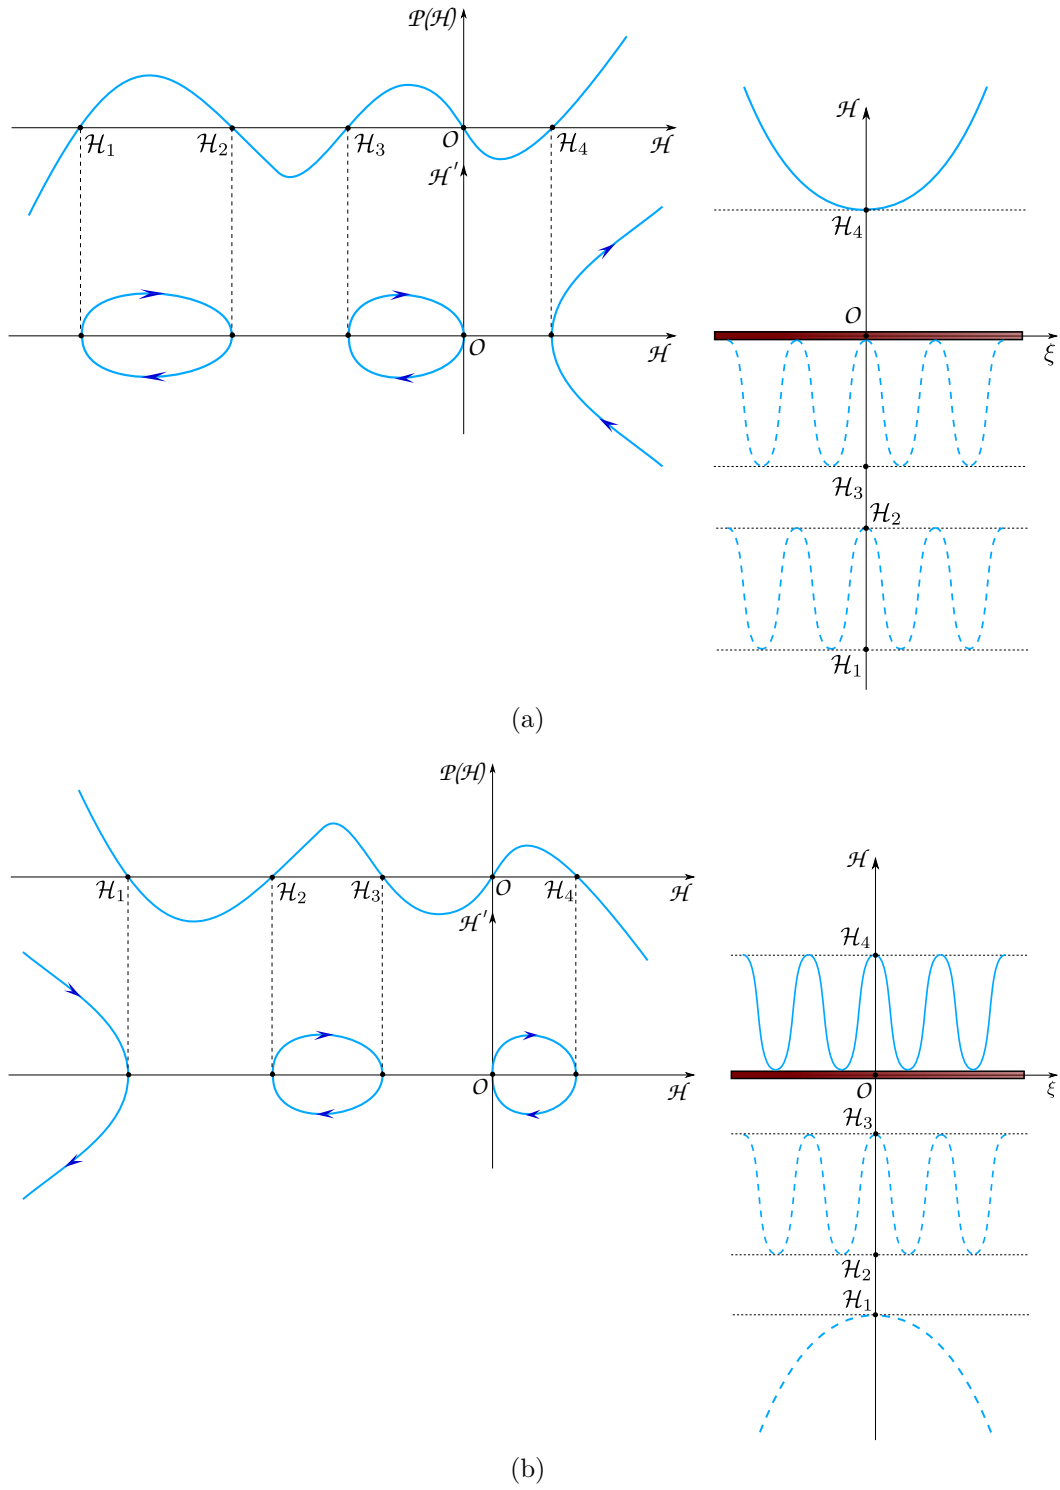 𝒫(ℋ)
ℋ₁ ℋ₂ ℋ₃ 𝒪 ℋ₄ ℋ
ℋ′
𝒪 ℋ
ℋ
ℋ₄
𝒪
ξ
ℋ₃
ℋ₂
ℋ₁
(a)
𝒫(ℋ)
ℋ₁ ℋ₂ ℋ₃ 𝒪 ℋ₄ ℋ
ℋ′
𝒪 ℋ
ℋ
ℋ₄
𝒪 ξ
ℋ₃
ℋ₂
ℋ₁
(b)